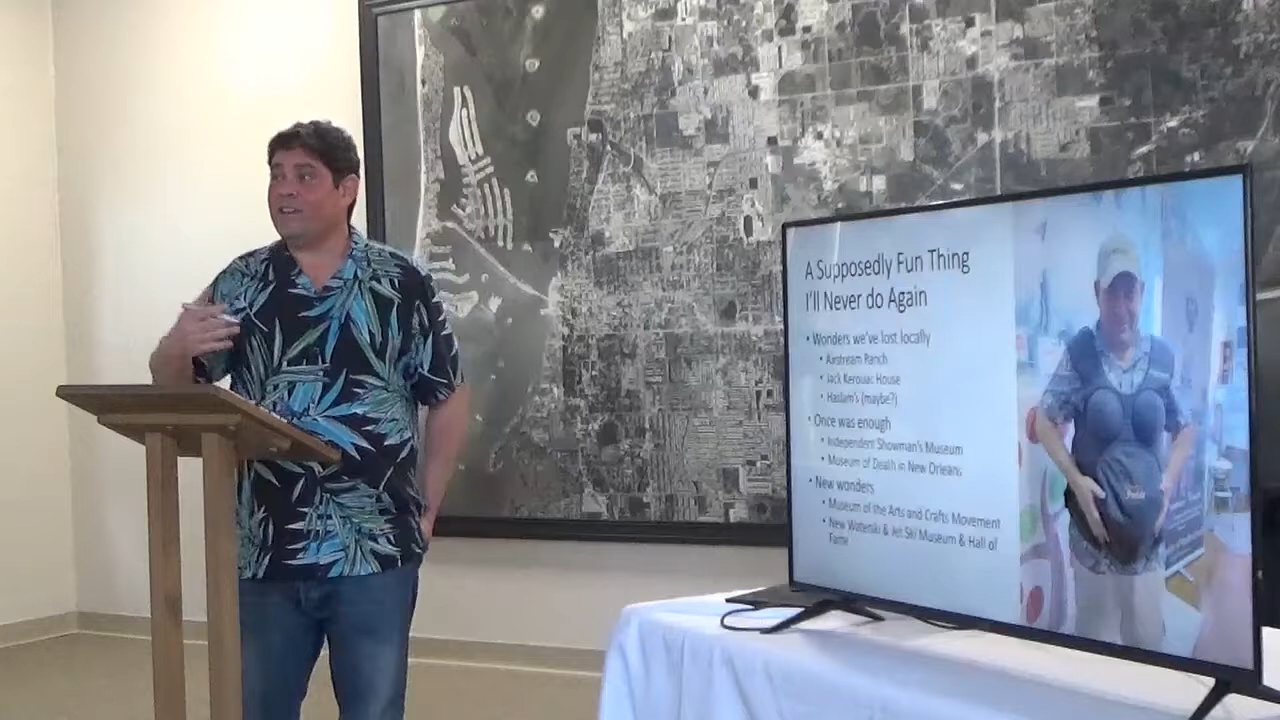 A Supposedly Fun Thing
I'll Never do Again
• Wonders we've lost locally
• Airstream Ranch
• Jack Kerouac House
• Haslam's (maybe?)
• Once was enough
• Independent Showman's Museum
• Museum of Death in New Orleans
• New wonders
• Museum of the Arts and Crafts Movement
• New Waterski & Jet Ski Museum & Hall of
Fame